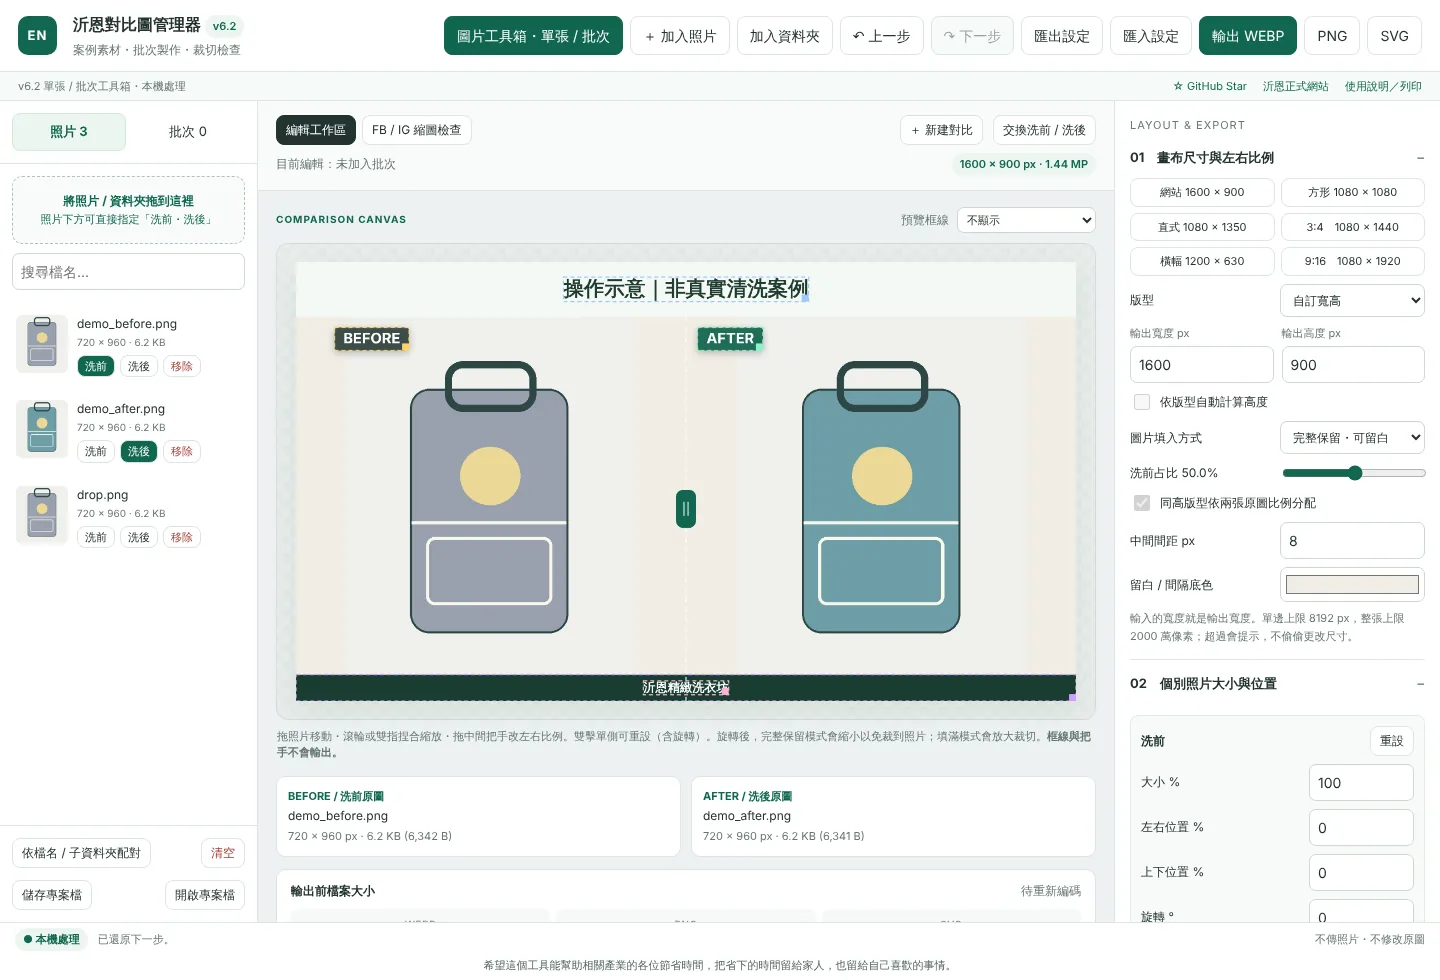 EN
沂恩對比圖管理器 v6.2
案例素材・批次製作・裁切檢查
圖片工具箱・單張 / 批次
＋ 加入照片
加入資料夾
↶ 上一步
↷ 下一步
匯出設定
匯入設定
輸出 WEBP
PNG
SVG
v6.2 單張 / 批次工具箱・本機處理
☆ GitHub Star
沂恩正式網站
使用說明／列印
照片 3
批次 0
將照片 / 資料夾拖到這裡
照片下方可直接指定「洗前・洗後」
搜尋檔名...
demo_before.png
720 × 960 · 6.2 KB
洗前 洗後 移除
demo_after.png
720 × 960 · 6.2 KB
洗前 洗後 移除
drop.png
720 × 960 · 6.2 KB
洗前 洗後 移除
依檔名 / 子資料夾配對
清空
儲存專案檔
開啟專案檔
編輯工作區
FB / IG 縮圖檢查
＋ 新建對比
交換洗前 / 洗後
目前編輯：未加入批次
1600 × 900 px · 1.44 MP
COMPARISON CANVAS
預覽框線
不顯示
操作示意｜非真實清洗案例
BEFORE
AFTER
沂恩精緻洗衣坊
拖照片移動・滾輪或雙指捏合縮放・拖中間把手改左右比例。雙擊單側可重設（含旋轉）。旋轉後，完整保留模式會縮小以免裁到照片；填滿模式會放大裁切。框線與把
手不會輸出。
BEFORE / 洗前原圖
demo_before.png
720 × 960 px · 6.2 KB (6,342 B)
AFTER / 洗後原圖
demo_after.png
720 × 960 px · 6.2 KB (6,341 B)
輸出前檔案大小
待重新編碼
LAYOUT & EXPORT
01 畫布尺寸與左右比例 −
網站 1600 × 900
方形 1080 × 1080
直式 1080 × 1350
3:4 1080 × 1440
橫幅 1200 × 630
9:16 1080 × 1920
版型
自訂寬高
輸出寬度 px
輸出高度 px
1600
900
依版型自動計算高度
圖片填入方式
完整保留・可留白
洗前占比 50.0%
同高版型依兩張原圖比例分配
中間間距 px
8
留白 / 間隔底色
輸入的寬度就是輸出寬度。單邊上限 8192 px，整張上限
2000 萬像素；超過會提示，不偷偷更改尺寸。
02 個別照片大小與位置 −
洗前
重設
大小 %
100
左右位置 %
0
上下位置 %
0
旋轉 °
0
本機處理
已還原下一步。
不傳照片・不修改原圖
希望這個工具能幫助相關產業的各位節省時間，把省下的時間留給家人，也留給自己喜歡的事情。